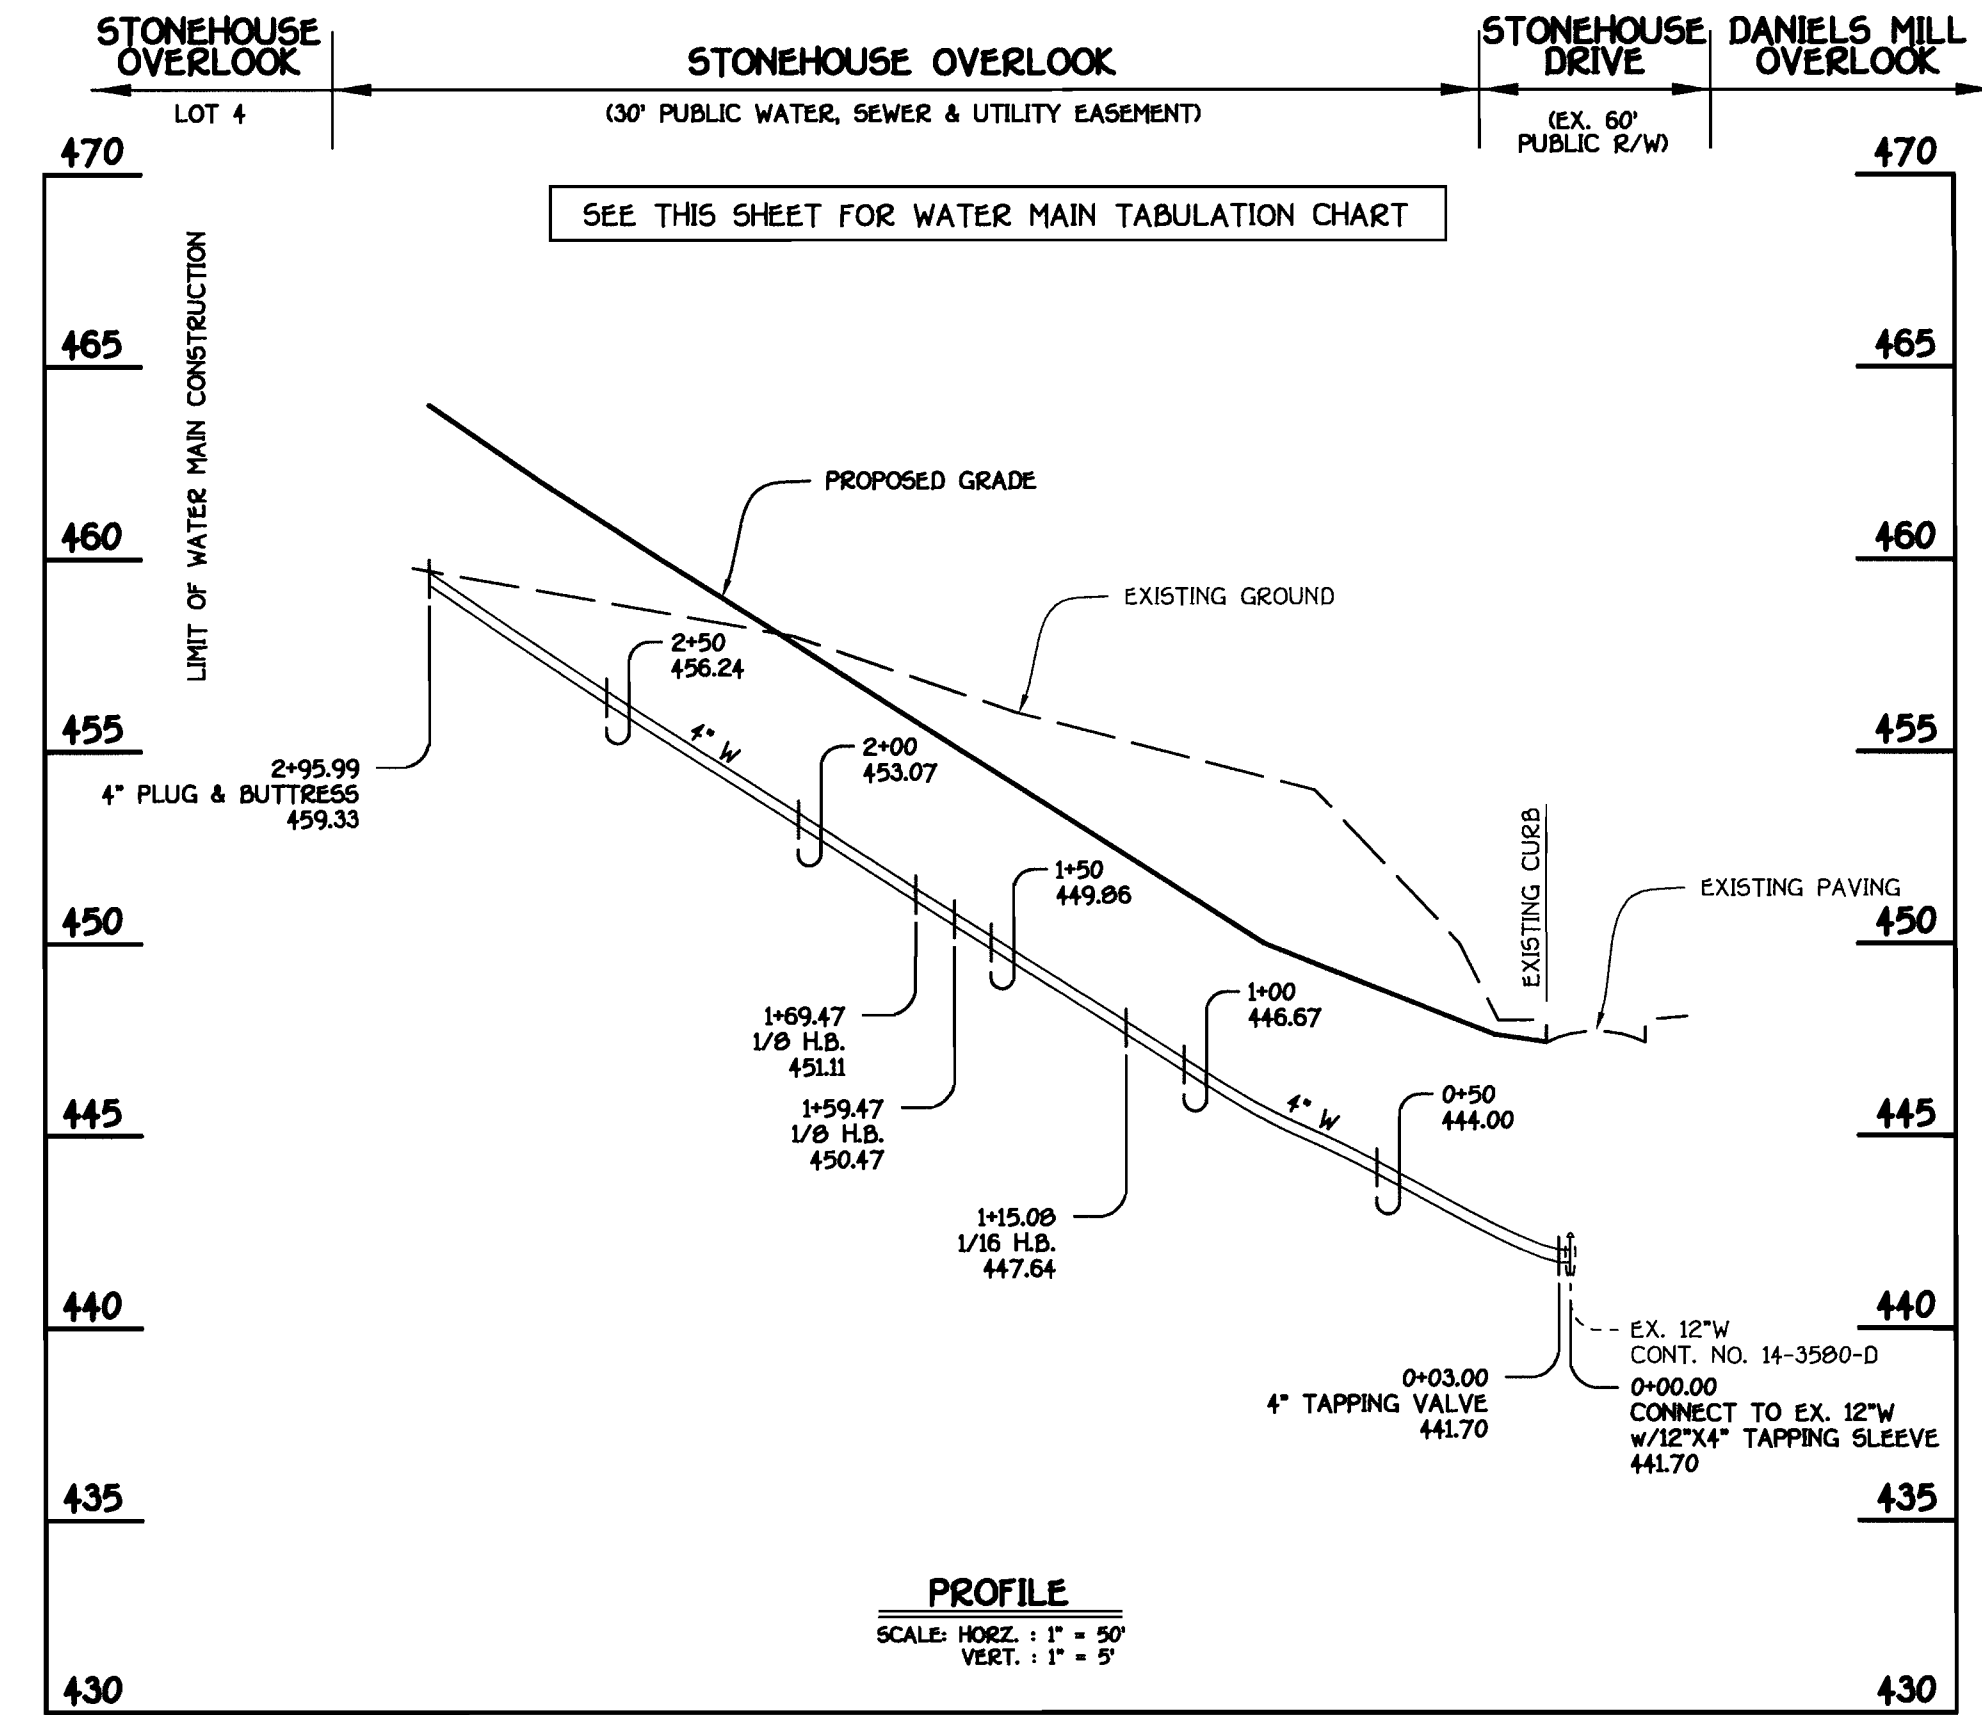 STONEHOUSE
OVERLOOK
LOT 4
STONEHOUSE OVERLOOK
(30' PUBLIC WATER, SEWER & UTILITY EASEMENT)
STONEHOUSE
DRIVE
(EX. 60'
PUBLIC R/W)
DANIELS MILL
OVERLOOK
470
470
SEE THIS SHEET FOR WATER MAIN TABULATION CHART
LIMIT OF WATER MAIN CONSTRUCTION
465
465
PROPOSED GRADE
460
460
EXISTING GROUND
2+50
456.24
455
455
4" W
2+00
453.07
2+95.99
4" PLUG & BUTTRESS
459.33
EXISTING CURB
1+50
449.86
EXISTING PAVING
450
450
1+00
446.67
1+69.47
1/8 H.B.
451.11
445
445
4" W
0+50
444.00
1+59.47
1/8 H.B.
450.47
1+15.08
1/16 H.B.
447.64
440
440
EX. 12"W
CONT. NO. 14-3580-D
0+03.00
4" TAPPING VALVE
441.70
0+00.00
CONNECT TO EX. 12"W
W/12"X4" TAPPING SLEEVE
441.70
435
435
PROFILE
SCALE: HORZ. : 1" = 50'
VERT. : 1" = 5'
430
430